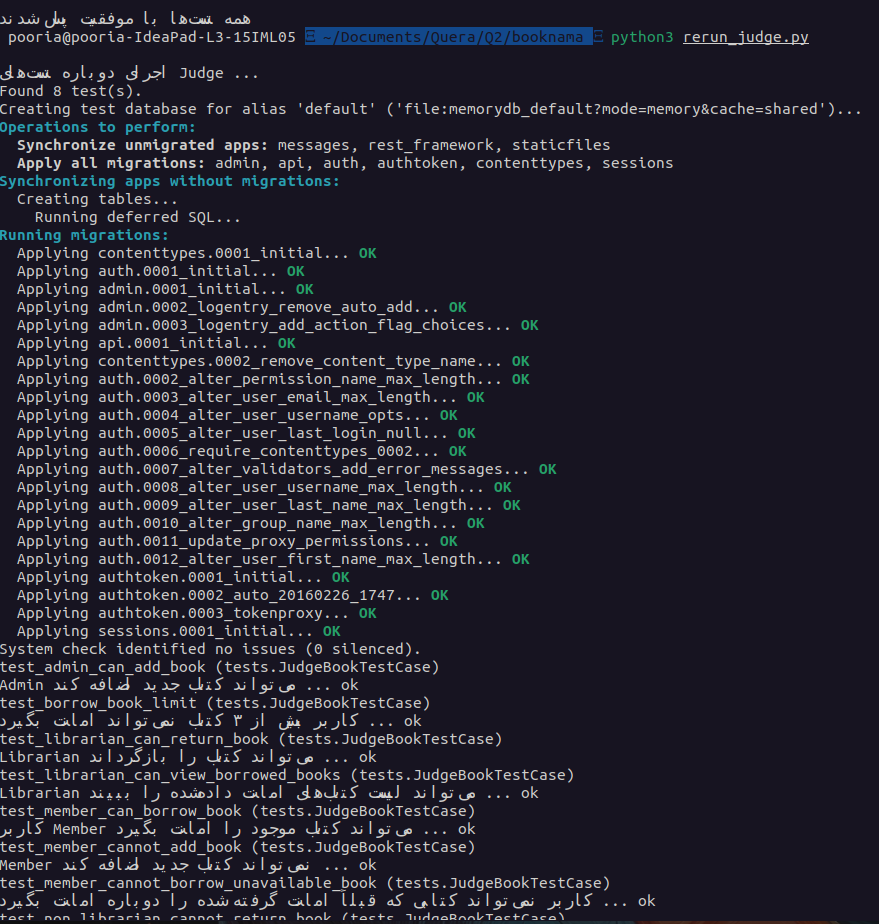 همه تست‌ها با موفقیت پاس شدند
pooria@pooria-IdeaPad-L3-15IML05 ~/Documents/Quera/Q2/booknama python3 rerun_judge.py
اجرای دوباره تست‌های Judge ...
Found 8 test(s).
Creating test database for alias 'default' ('file:memorydb_default?mode=memory&cache=shared')...
Operations to perform:
  Synchronize unmigrated apps: messages, rest_framework, staticfiles
  Apply all migrations: admin, api, auth, authtoken, contenttypes, sessions
Synchronizing apps without migrations:
  Creating tables...
    Running deferred SQL...
Running migrations:
  Applying contenttypes.0001_initial... OK
  Applying auth.0001_initial... OK
  Applying admin.0001_initial... OK
  Applying admin.0002_logentry_remove_auto_add... OK
  Applying admin.0003_logentry_add_action_flag_choices... OK
  Applying api.0001_initial... OK
  Applying contenttypes.0002_remove_content_type_name... OK
  Applying auth.0002_alter_permission_name_max_length... OK
  Applying auth.0003_alter_user_email_max_length... OK
  Applying auth.0004_alter_user_username_opts... OK
  Applying auth.0005_alter_user_last_login_null... OK
  Applying auth.0006_require_contenttypes_0002... OK
  Applying auth.0007_alter_validators_add_error_messages... OK
  Applying auth.0008_alter_user_username_max_length... OK
  Applying auth.0009_alter_user_last_name_max_length... OK
  Applying auth.0010_alter_group_name_max_length... OK
  Applying auth.0011_update_proxy_permissions... OK
  Applying auth.0012_alter_user_first_name_max_length... OK
  Applying authtoken.0001_initial... OK
  Applying authtoken.0002_auto_20160226_1747... OK
  Applying authtoken.0003_tokenproxy... OK
  Applying sessions.0001_initial... OK
System check identified no issues (0 silenced).
test_admin_can_add_book (tests.JudgeBookTestCase)
Admin می‌تواند کتاب جدید اضافه کند ... ok
test_borrow_book_limit (tests.JudgeBookTestCase)
کاربر بیش از ۳ کتاب نمی‌تواند امانت بگیرد ... ok
test_librarian_can_return_book (tests.JudgeBookTestCase)
Librarian می‌تواند کتاب را بازگرداند ... ok
test_librarian_can_view_borrowed_books (tests.JudgeBookTestCase)
Librarian می‌تواند لیست کتاب‌های امانت داده‌شده را ببیند ... ok
test_member_can_borrow_book (tests.JudgeBookTestCase)
کاربر Member می‌تواند کتاب موجود را امانت بگیرد ... ok
test_member_cannot_add_book (tests.JudgeBookTestCase)
Member نمی‌تواند کتاب جدید اضافه کند ... ok
test_member_cannot_borrow_unavailable_book (tests.JudgeBookTestCase)
کاربر نمی‌تواند کتابی که قبلاً امانت گرفته‌شده را دوباره امانت بگیرد ... ok
test_non_librarian_cannot_return_book (tests.JudgeBookTestCase)